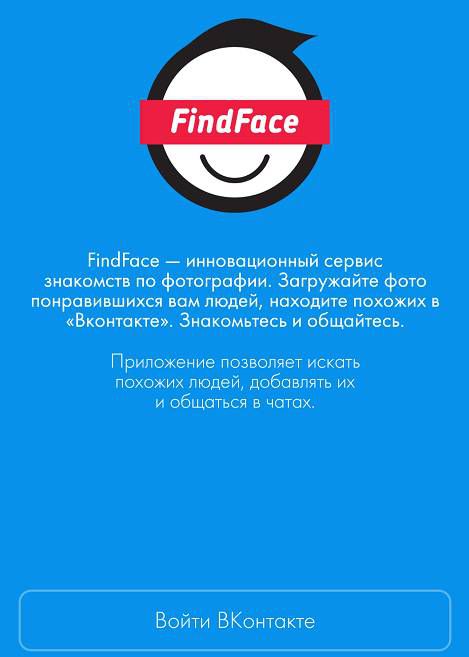 FindFace
FindFace — инновационный сервис
знакомств по фотографии. Загружайте фото
понравившихся вам людей, находите похожих в
«Вконтакте». Знакомьтесь и общайтесь.
Приложение позволяет искать
похожих людей, добавлять их
и общаться в чатах.
Войти ВКонтакте